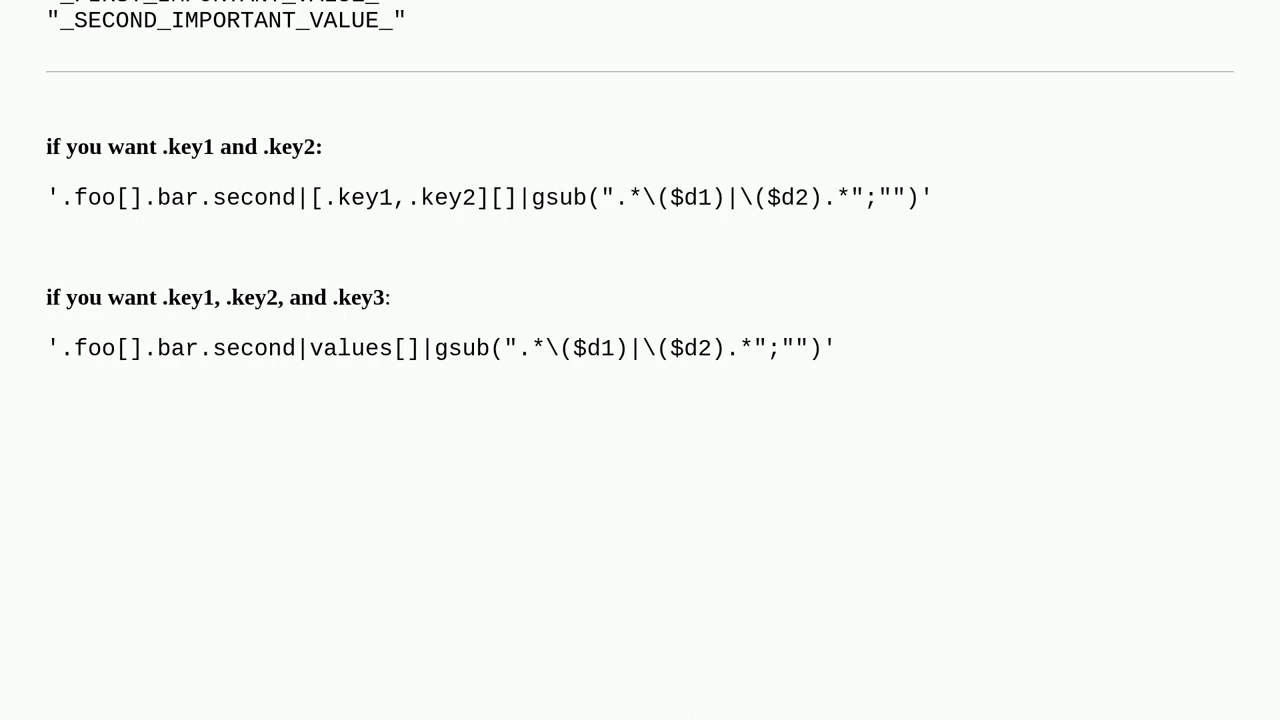 "_SECOND_IMPORTANT_VALUE_"
if you want .key1 and .key2:
'.foo[].bar.second|[.key1,.key2][]|gsub(".*\($d1)|\($d2).*";"")'
if you want .key1, .key2, and .key3:
'.foo[].bar.second|values[]|gsub(".*\($d1)|\($d2).*";"")'